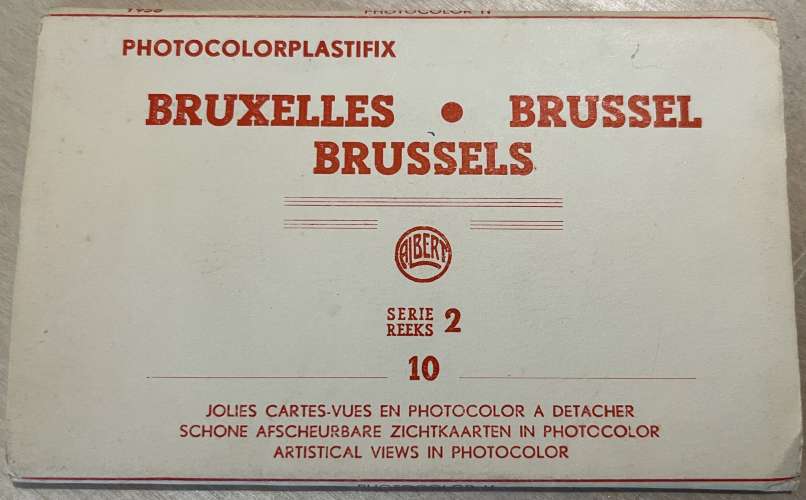 PHOTOCOLORPLASTIFIX
BRUXELLES • BRUSSEL
BRUSSELS
ALBERT
SERIE
REEKS 2
10
JOLIES CARTES-VUES EN PHOTOCOLOR A DETACHER
SCHONE AFSCHEURBARE ZICHTKAARTEN IN PHOTOCOLOR
ARTISTICAL VIEWS IN PHOTOCOLOR